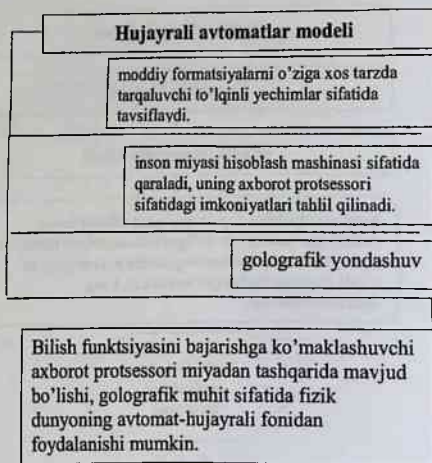 Hujayrali avtomatlar modeli
moddiy formatsiyalarni o'ziga xos tarzda
tarqaluvchi to'lqinli yechimlar sifatida
tavsiflaydi.
inson miyasi hisoblash mashinasi sifatida
qaraladi, uning axborot protsessori
sifatidagi imkoniyatlari tahlil qilinadi.
golografik yondashuv
Bilish funktsiyasini bajarishga ko'maklashuvchi
axborot protsessori miyadan tashqarida mavjud
bo'lishi, golografik muhit sifatida fizik
dunyoning avtomat-hujayrali fonidan
foydalanishi mumkin.